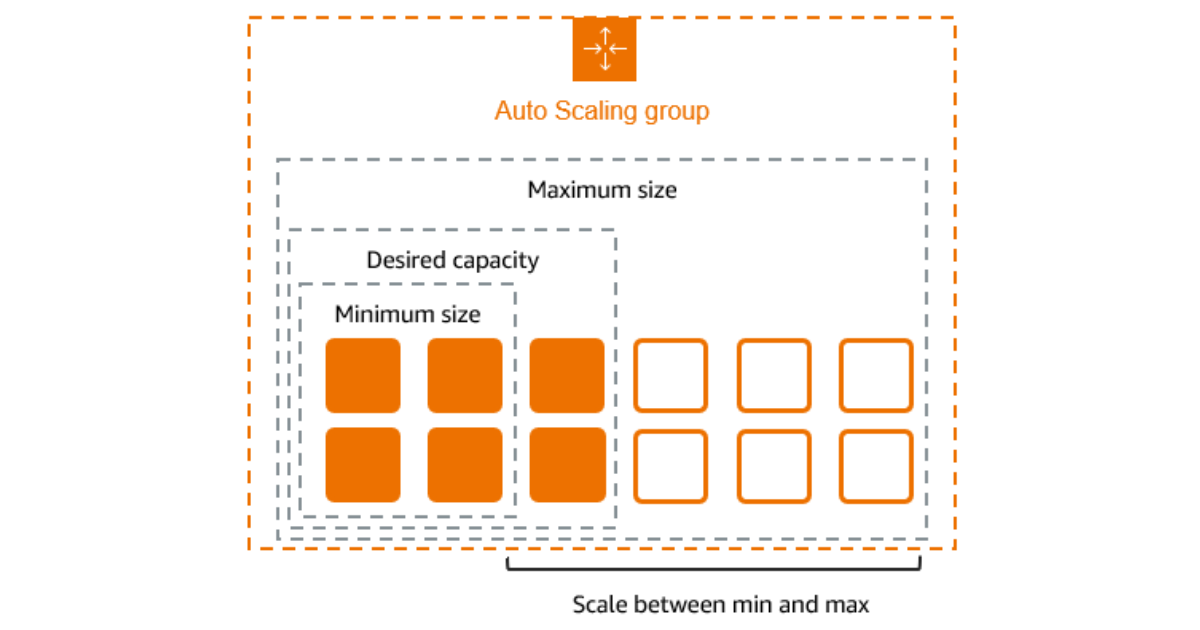 Auto Scaling group
Maximum size
Desired capacity
Minimum size
Scale between min and max